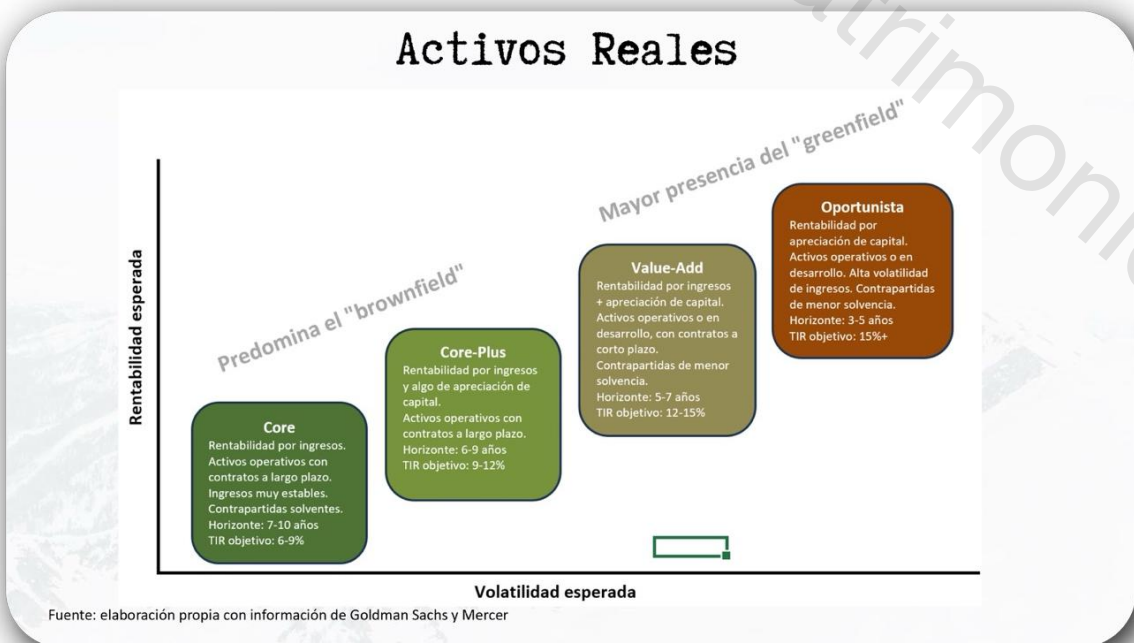 Activos Reales
Mayor presencia del "greenfield"
Predomina el "brownfield"
Rentabilidad esperada
Core
Rentabilidad por ingresos.
Activos operativos con
contratos a largo plazo.
Ingresos muy estables.
Contrapartidas solventes.
Horizonte: 7-10 años
TIR objetivo: 6-9%
Core-Plus
Rentabilidad por ingresos
y algo de apreciación de
capital.
Activos operativos con
contratos a largo plazo.
Horizonte: 6-9 años
TIR objetivo: 9-12%
Value-Add
Rentabilidad por ingresos
+ apreciación de capital.
Activos operativos o en
desarrollo, con contratos a
corto plazo.
Contrapartidas de menor
solvencia.
Horizonte: 5-7 años
TIR objetivo: 12-15%
Oportunista
Rentabilidad por
apreciación de capital.
Activos operativos o en
desarrollo. Alta volatilidad
de ingresos. Contrapartidas
de menor solvencia.
Horizonte: 3-5 años
TIR objetivo: 15%+
Volatilidad esperada
Fuente: elaboración propia con información de Goldman Sachs y Mercer